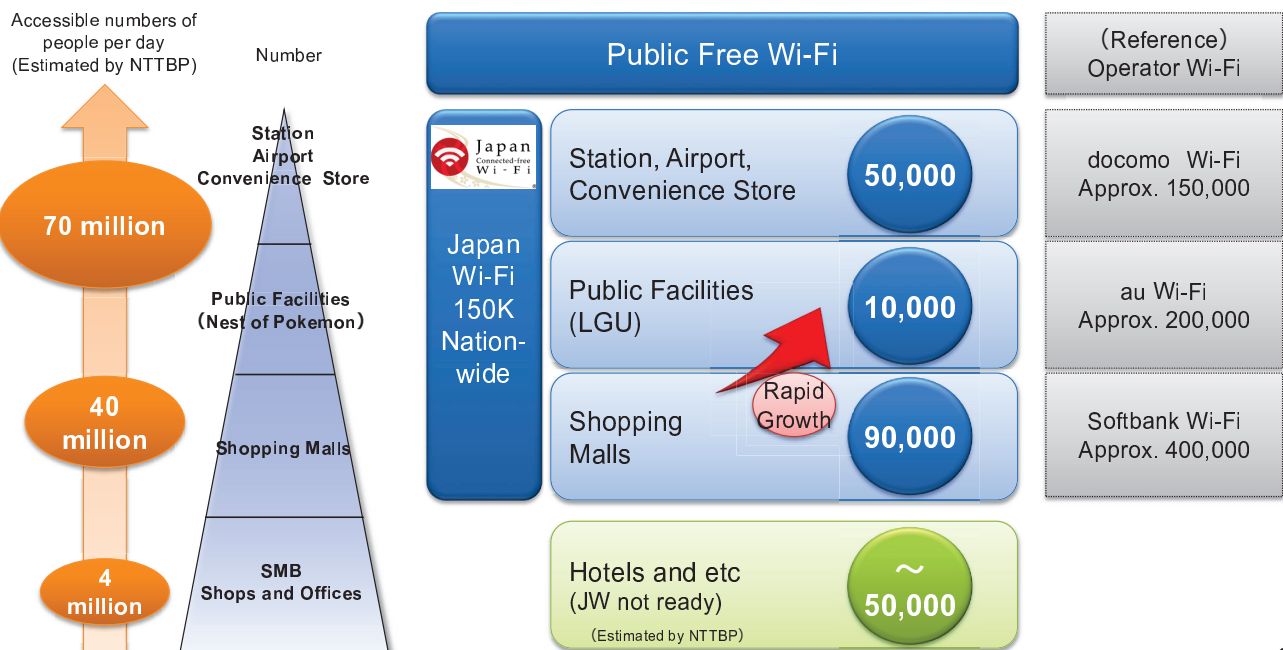 Accessible numbers of
people per day
(Estimated by NTTBP)
Number
70 million
40
million
4
million
Station
Airport
Convenience Store
Public Facilities
(Nest of Pokemon)
Shopping Malls
SMB
Shops and Offices
Public Free Wi-Fi
Japan
Connected-free
Wi-Fi
Japan
Wi-Fi
150K
Nation-
wide
Station, Airport,
Convenience Store
50,000
Public Facilities
(LGU)
10,000
Rapid
Growth
Shopping
Malls
90,000
Hotels and etc
(JW not ready)
(Estimated by NTTBP)
～
50,000
(Reference)
Operator Wi-Fi
docomo Wi-Fi
Approx. 150,000
au Wi-Fi
Approx. 200,000
Softbank Wi-Fi
Approx. 400,000